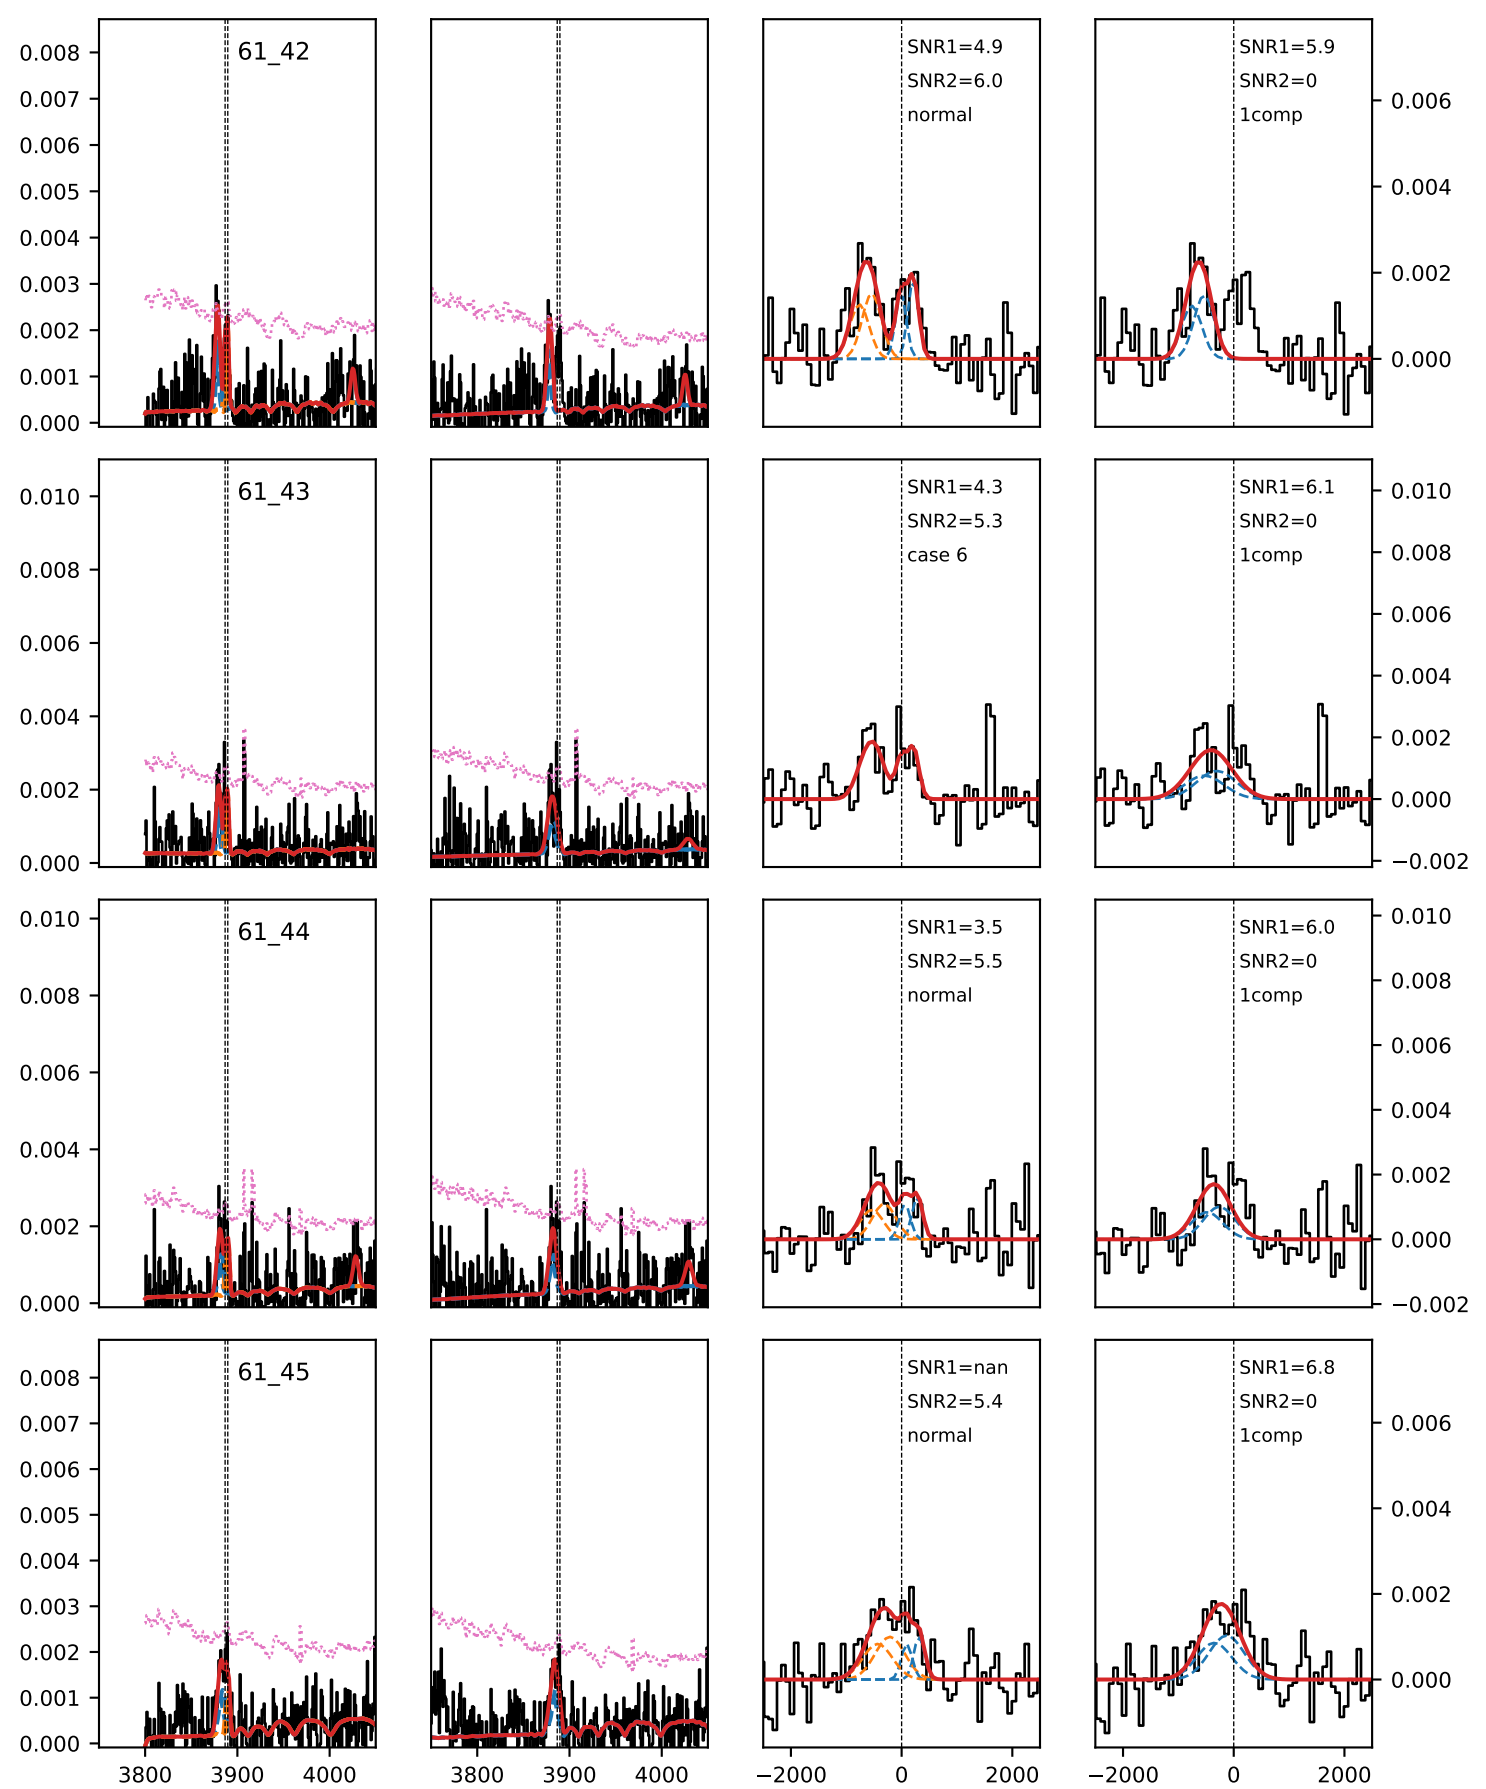 61_42
SNR1=4.9
SNR2=6.0
normal
SNR1=5.9
SNR2=0
1comp
0.008
0.007
0.006
0.005
0.004
0.003
0.002
0.001
0.000
0.006
0.004
0.002
0.000
61_43
SNR1=4.3
SNR2=5.3
case 6
SNR1=6.1
SNR2=0
1comp
0.010
0.008
0.006
0.004
0.002
0.000
0.010
0.008
0.006
0.004
0.002
0.000
−0.002
61_44
SNR1=3.5
SNR2=5.5
normal
SNR1=6.0
SNR2=0
1comp
0.010
0.008
0.006
0.004
0.002
0.000
0.010
0.008
0.006
0.004
0.002
0.000
−0.002
61_45
SNR1=nan
SNR2=5.4
normal
SNR1=6.8
SNR2=0
1comp
0.008
0.007
0.006
0.005
0.004
0.003
0.002
0.001
0.000
0.006
0.004
0.002
0.000
3800 3900 4000
3800 3900 4000
−2000 0 2000
−2000 0 2000